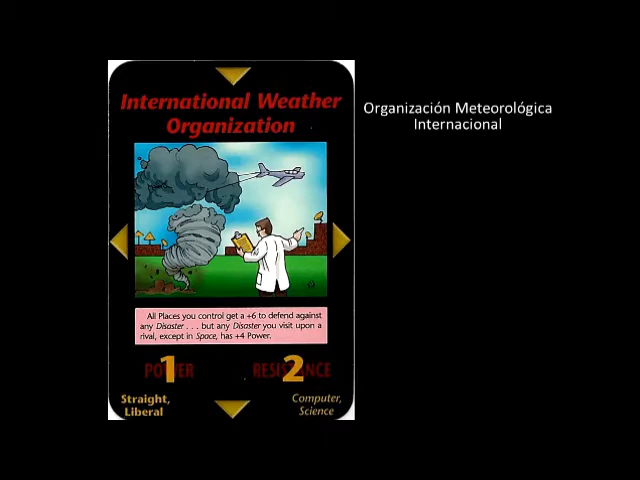 International Weather
Organization
All Places you control get a +6 to defend against
any Disaster . . . but any Disaster you visit upon a
rival, except in Space, has +4 Power.
POWER 1
RESISTANCE 2
Straight,
Liberal
Computer,
Science
Organización Meteorológica
Internacional